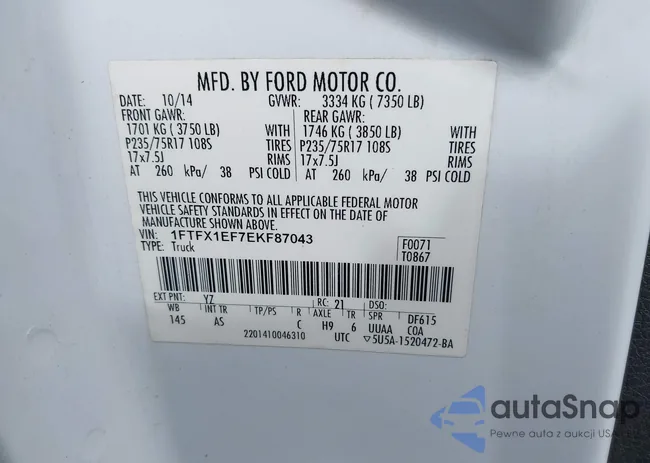 MFD. BY FORD MOTOR CO.
DATE: 10/14 GVWR: 3334 KG ( 7350 LB)
FRONT GAWR: REAR GAWR:
1701 KG ( 3750 LB) WITH 1746 KG ( 3850 LB) WITH
P235/75R17 108S TIRES P235/75R17 108S TIRES
17x7.5J RIMS 17x7.5J RIMS
AT 260 kPa/ 38 PSI COLD AT 260 kPa/ 38 PSI COLD
THIS VEHICLE CONFORMS TO ALL APPLICABLE FEDERAL MOTOR
VEHICLE SAFETY STANDARDS IN EFFECT ON THE DATE OF
MANUFACTURE SHOWN ABOVE.
VIN: 1FTFX1EF7EKF87043 F0071
TYPE: Truck T0867
EXT PNT: YZ RC: 21 DSO:
WB INT TR TP/PS R AXLE TR SPR DF615
145 AS C H9 6 UUAA COA
2201410046310 UTC ▽5U5A-1520472-BA
autoSnap
Pewne auta z aukcji USA